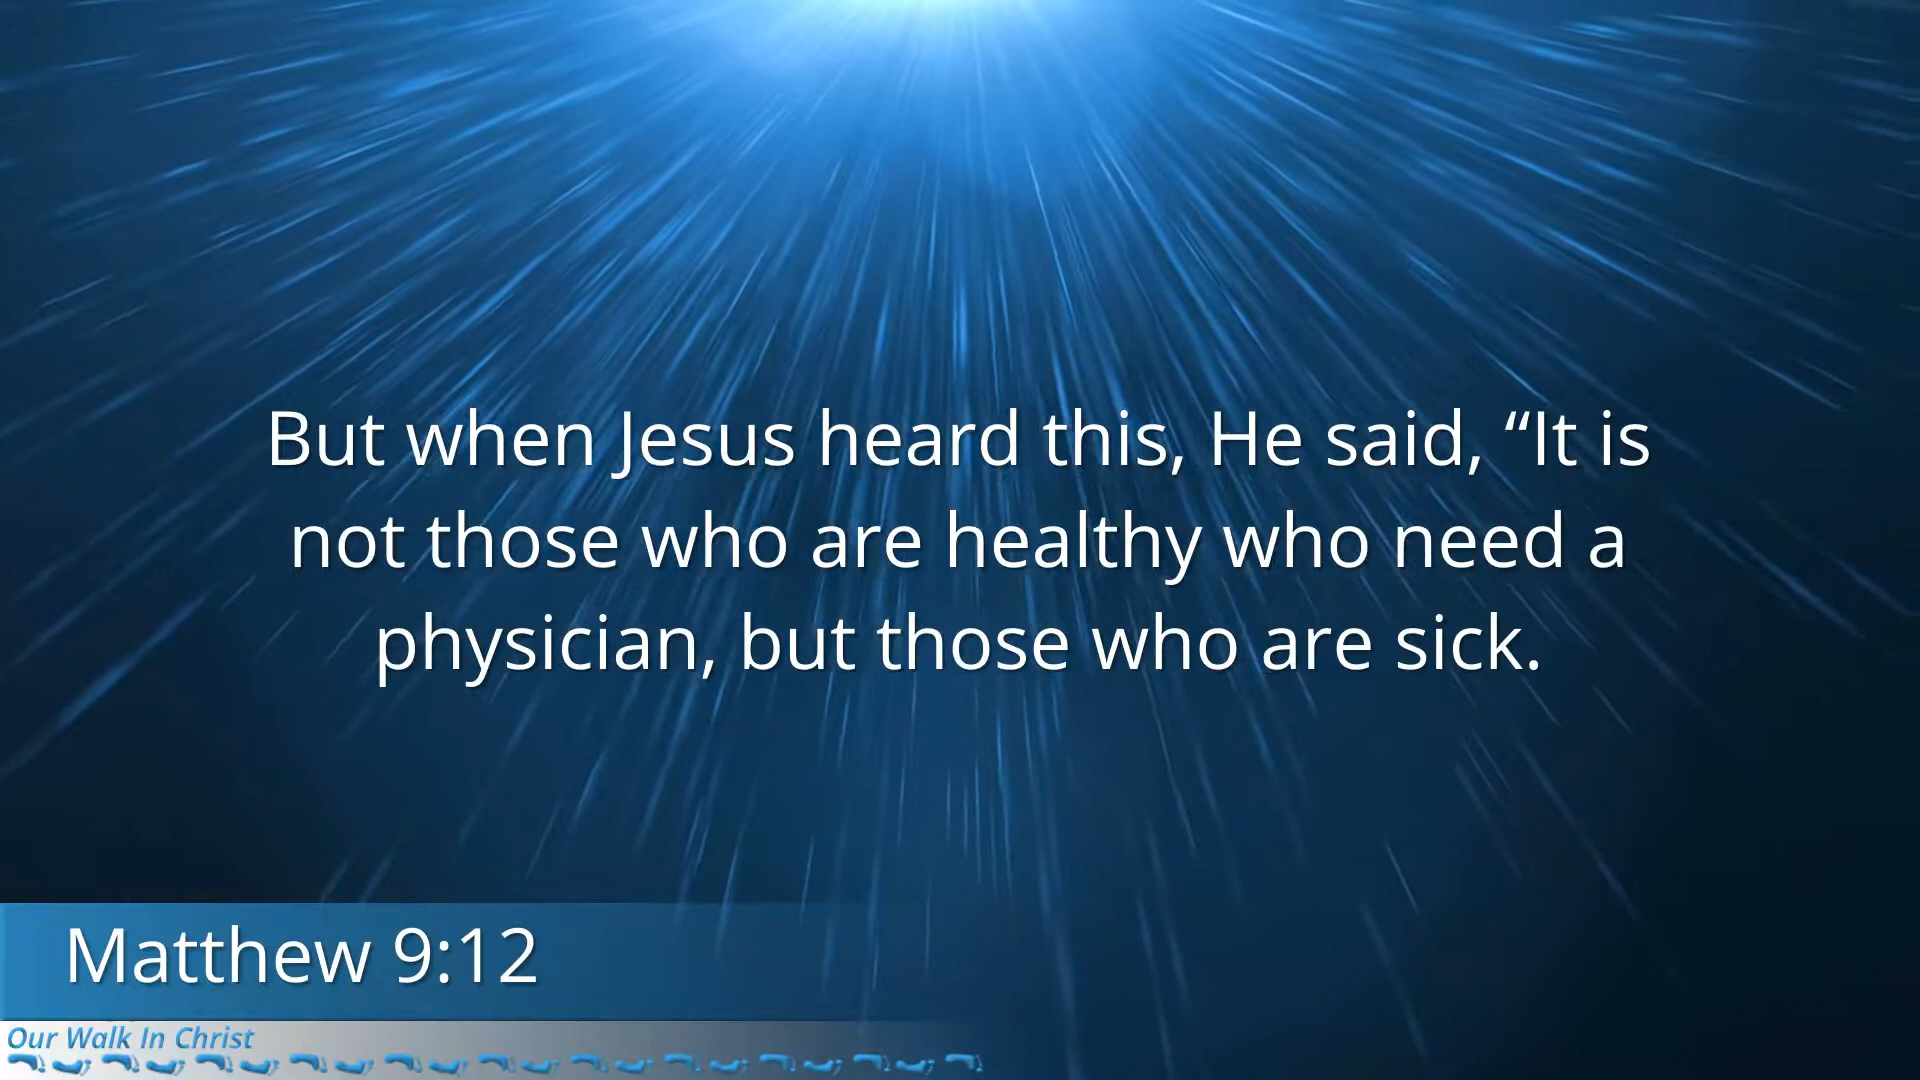 But when Jesus heard this, He said, “It is
not those who are healthy who need a
physician, but those who are sick.
Matthew 9:12
Our Walk In Christ